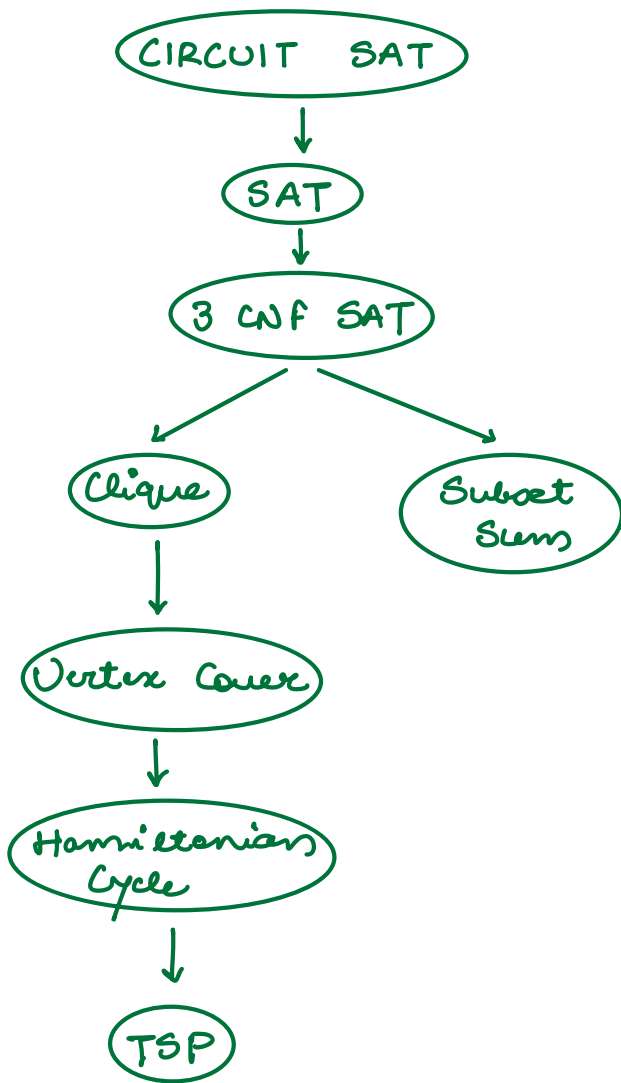 CIRCUIT SAT
SAT
3 CNF SAT
Clique
Subset
Sum
Vertex Cover
Hamiltonian
Cycle
TSP